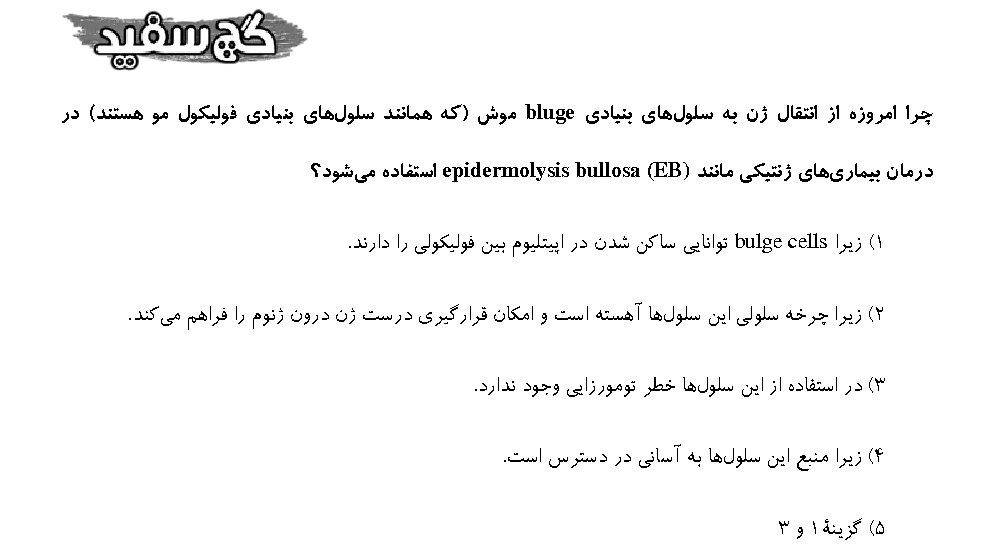 گچ سفید
چرا امروزه از انتقال ژن به سلول‌های بنیادی bluge موش (که همانند سلول‌های بنیادی فولیکول مو هستند) در
درمان بیماری‌های ژنتیکی مانند epidermolysis bullosa (EB) استفاده می‌شود؟
۱) زیرا bulge cells توانایی ساکن شدن در اپیتلیوم بین فولیکولی را دارند.
۲) زیرا چرخه سلولی این سلول‌ها آهسته است و امکان قرارگیری درست ژن درون ژنوم را فراهم می‌کند.
۳) در استفاده از این سلول‌ها خطر تومورزایی وجود ندارد.
۴) زیرا منبع این سلول‌ها به آسانی در دسترس است.
۵) گزینهٔ ۱ و ۳